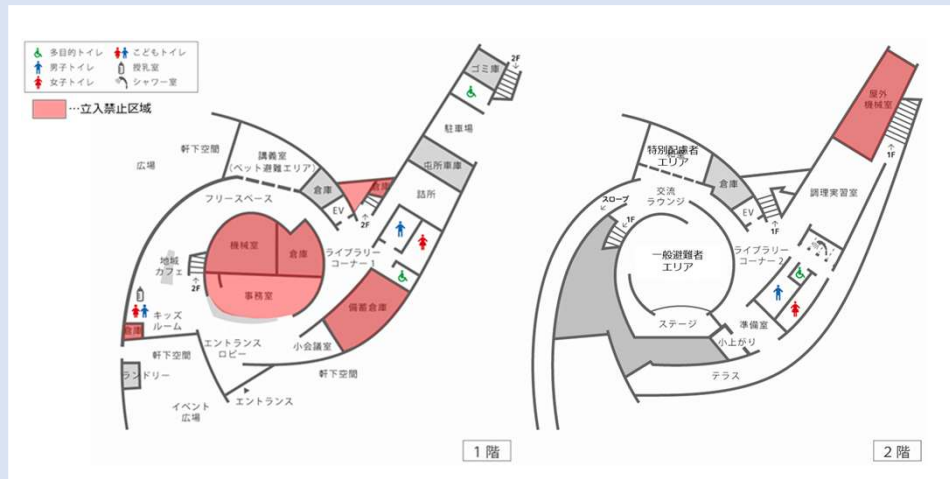 多目的トイレ
こどもトイレ
男子トイレ
授乳室
女子トイレ
シャワー室
…立入禁止区域
2F
ゴミ庫
駐車場
屯所車庫
詰所
軒下空間
広場
講義室
(ペット避難エリア)
倉庫
倉庫
フリースペース
EV
2F
機械室
倉庫
ライブラリー
コーナー 1
地域
カフェ
2F
事務室
備蓄倉庫
キッズ
ルーム
倉庫
エントランス
ロビー
小会議室
軒下空間
軒下空間
ランドリー
エントランス
イベント
広場
1 階
屋外
機械室
1F
特別配慮者
エリア
倉庫
調理実習室
交流
ラウンジ
スロープ
1F
EV
1F
ライブラリー
コーナー 2
一般避難者
エリア
ステージ
準備室
小上がり
テラス
2 階